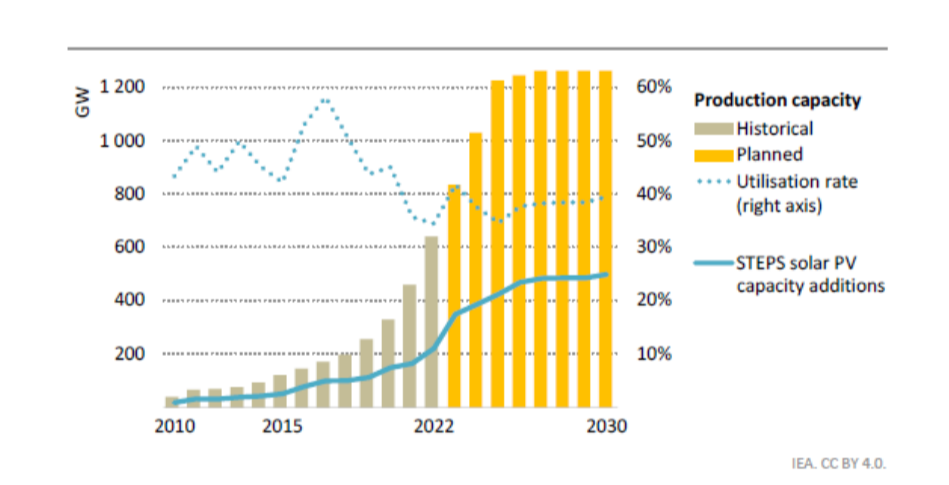 GW
1 200
1 000
800
600
400
200
60%
50%
40%
30%
20%
10%
2010
2015
2022
2030
Production capacity
Historical
Planned
Utilisation rate
(right axis)
STEPS solar PV
capacity additions
IEA. CC BY 4.0.